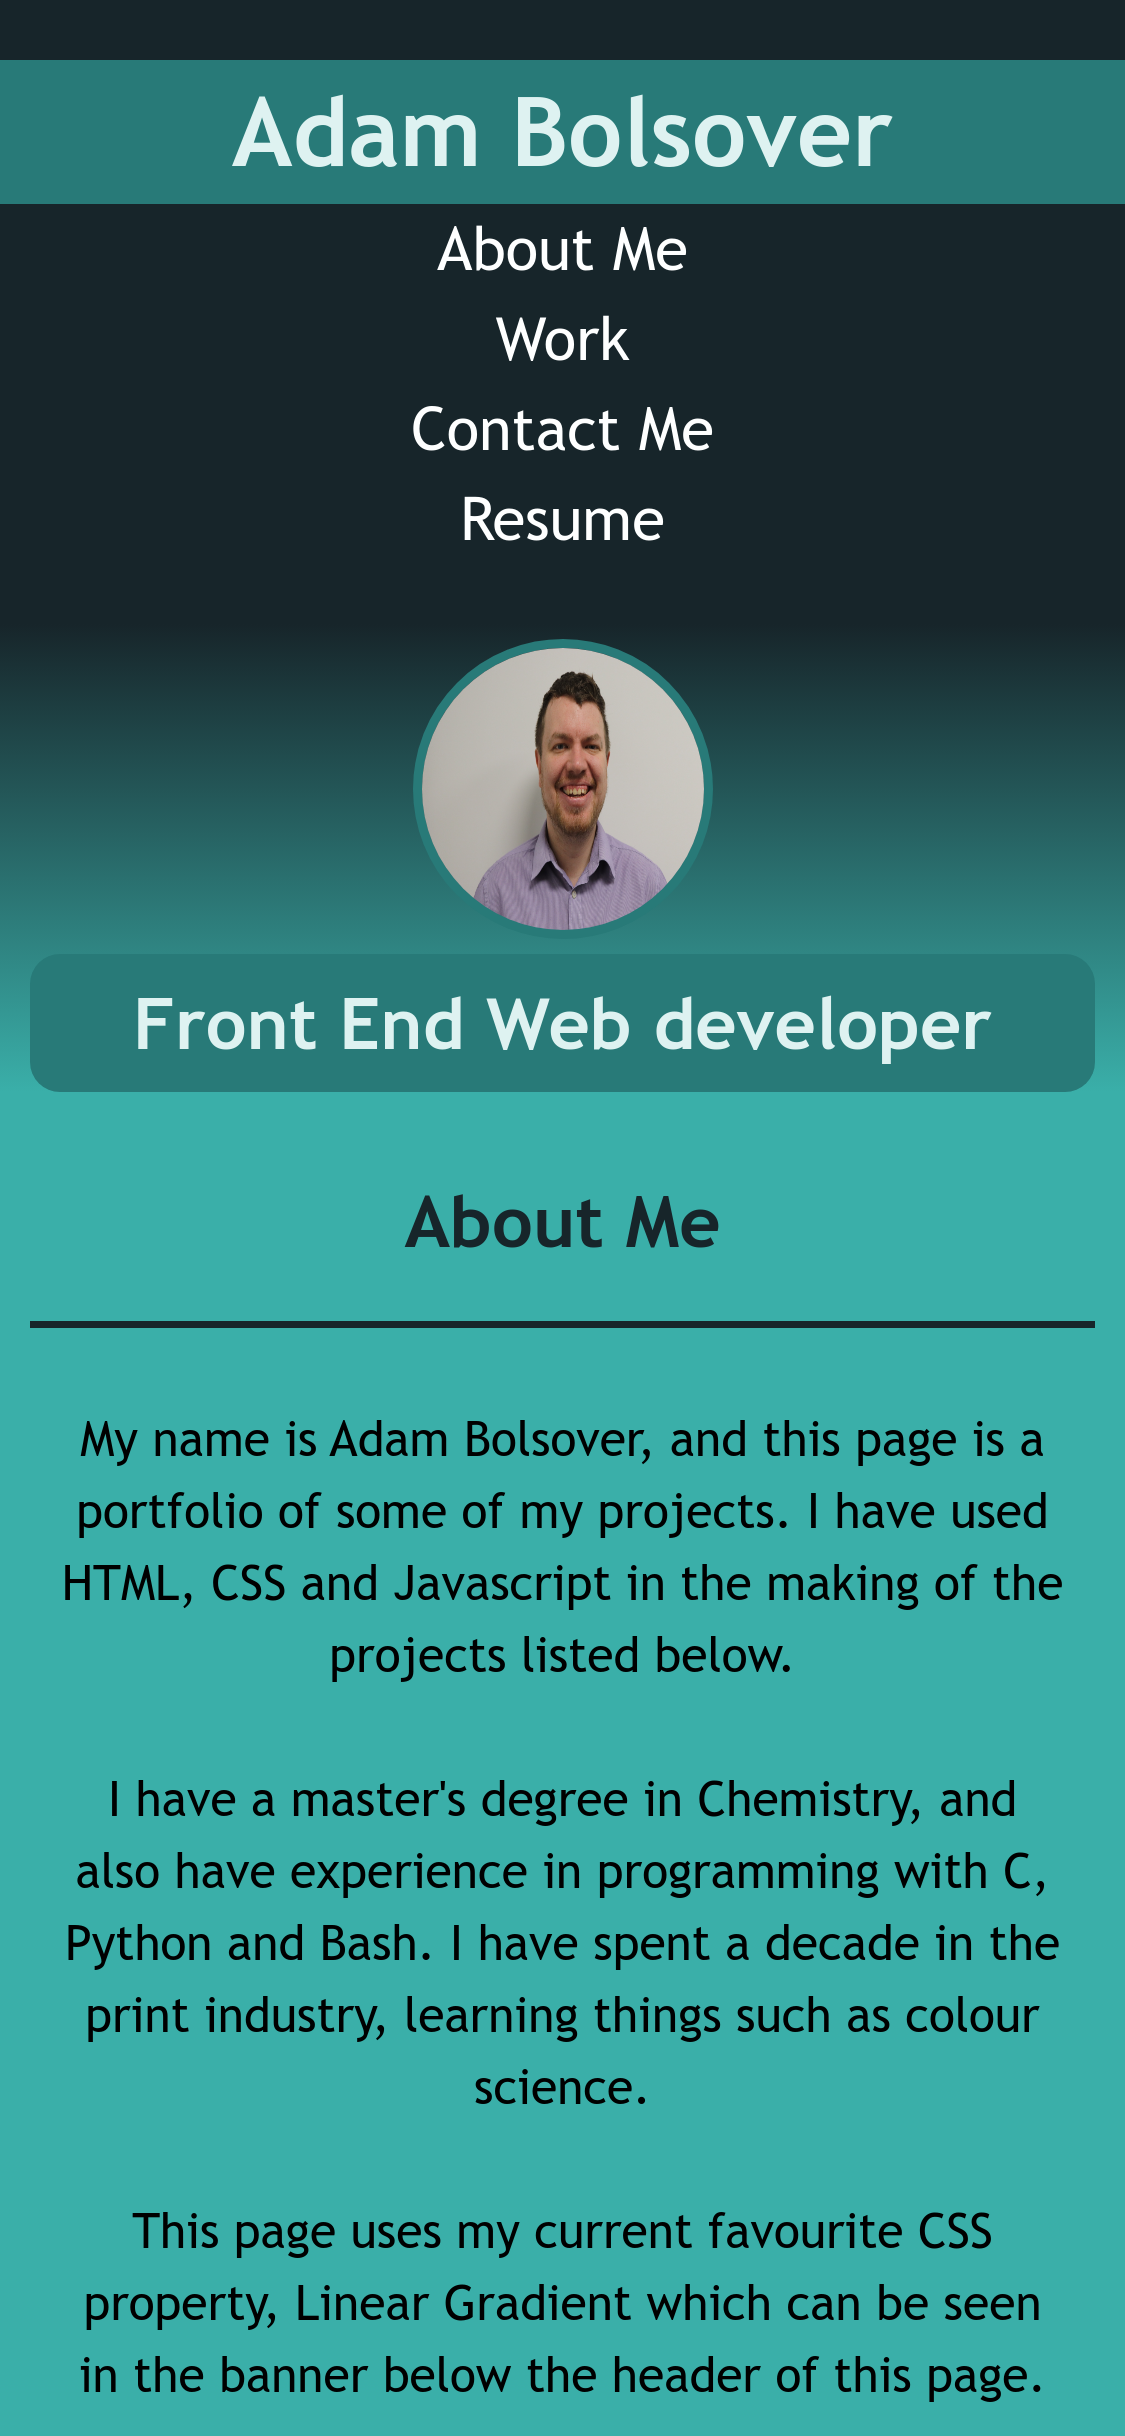 Adam Bolsover
About Me
Work
Contact Me
Resume
Front End Web developer
About Me
My name is Adam Bolsover, and this page is a
portfolio of some of my projects. I have used
HTML, CSS and Javascript in the making of the
projects listed below.
I have a master's degree in Chemistry, and
also have experience in programming with C,
Python and Bash. I have spent a decade in the
print industry, learning things such as colour
science.
This page uses my current favourite CSS
property, Linear Gradient which can be seen
in the banner below the header of this page.